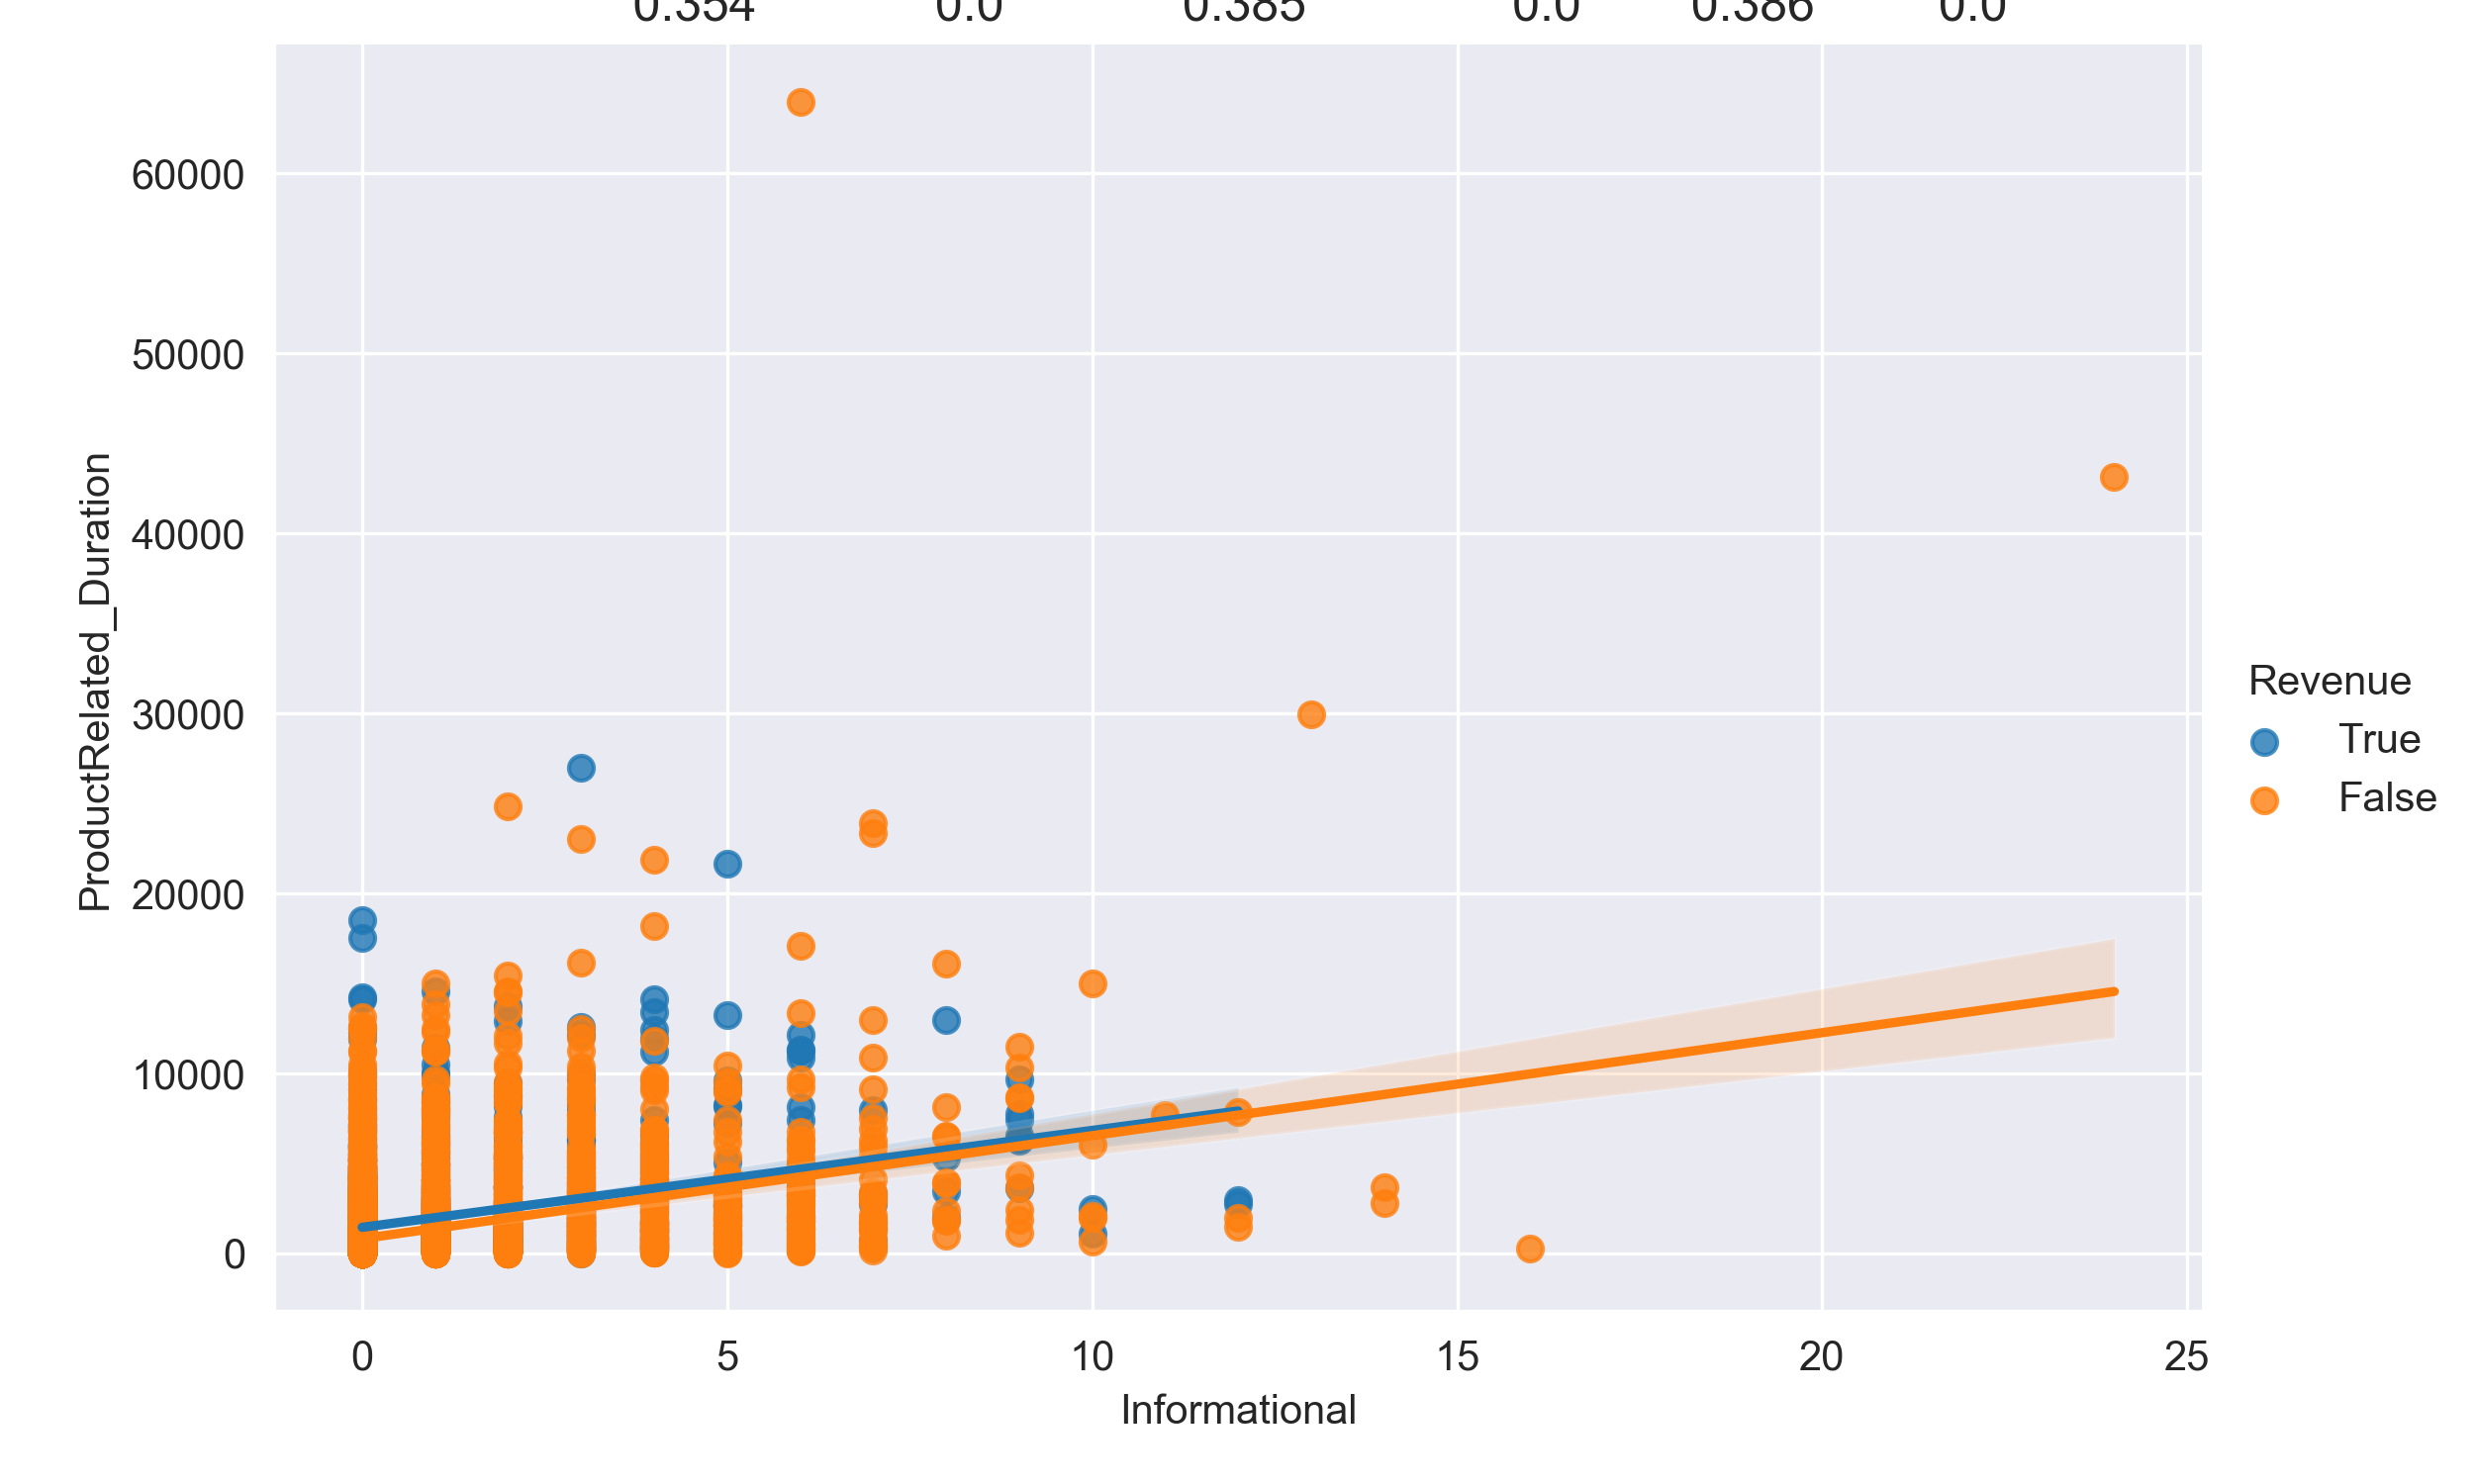 0.354 0.0 0.385 0.0 0.386 0.0
60000
50000
40000
30000
20000
10000
0
ProductRelated_Duration
0 5 10 15 20 25
Informational
Revenue
True
False